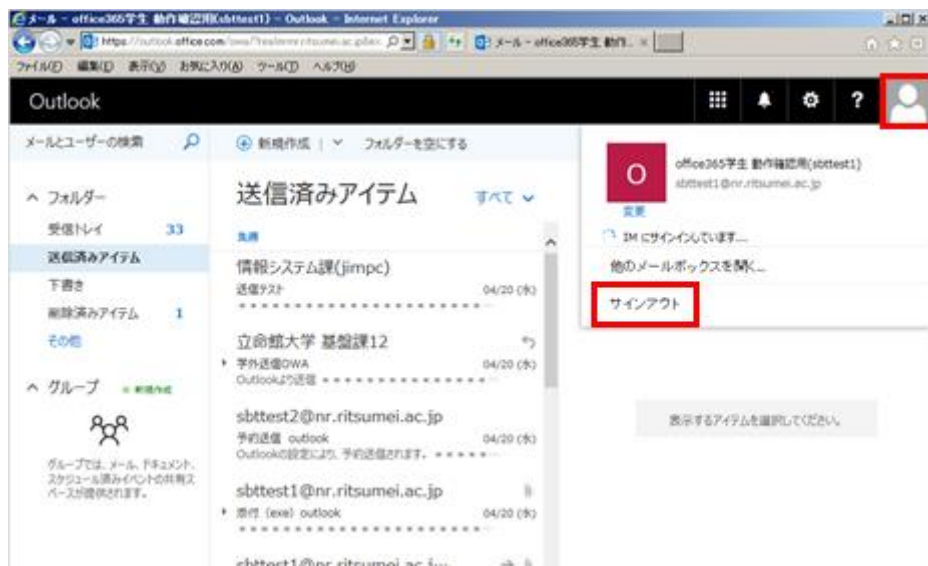 メール - office365学生 動作確認用(sbttest1) - Outlook - Internet Explorer
メール - office365学生 動作...
ファイル(F) 編集(E) 表示(V) お気に入り(A) ツール(T) ヘルプ(H)
Outlook
?
メールとユーザーの検索
新規作成 | フォルダーを空にする
フォルダー
受信トレイ 33
送信済みアイテム
下書き
削除済みアイテム 1
その他
グループ 新規作成
グループでは、メール、ドキュメント、
スケジュール済みイベントの共有ス
ペースが提供されます。
送信済みアイテム すべて
情報システム課(jimpc)
送信テスト 04/20 (水)
立命館大学 基盤課12
学外送信OWA 04/20 (水)
Outlookより送信
sbttest2@nr.ritsumei.ac.jp
予約送信 outlook 04/20 (水)
Outlookの設定により、予約送信されます。
sbttest1@nr.ritsumei.ac.jp
添付 (exe) outlook 04/20 (水)
O
office365学生 動作確認用(sbttest1)
sbttest1@nr.ritsumei.ac.jp
変更
IM にサインインしています...
他のメールボックスを開く...
サインアウト
表示するアイテムを選択してください。